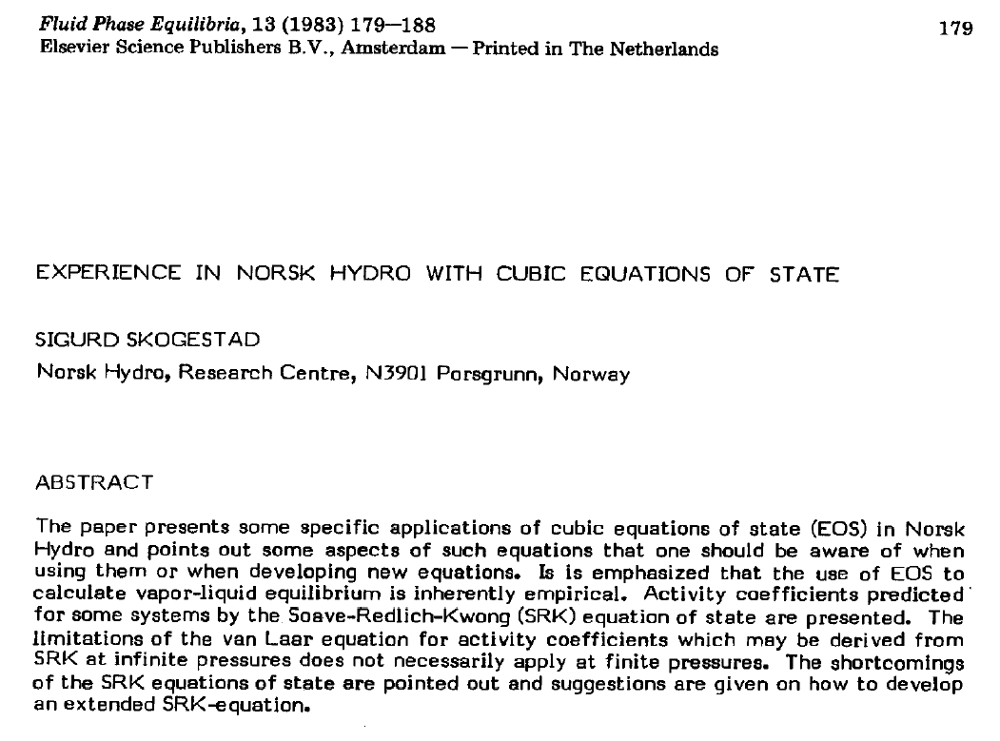 Fluid Phase Equilibria, 13 (1983) 179—188
179
Elsevier Science Publishers B.V., Amsterdam — Printed in The Netherlands
EXPERIENCE IN NORSK HYDRO WITH CUBIC EQUATIONS OF STATE
SIGURD SKOGESTAD
Norsk Hydro, Research Centre, N3901 Porsgrunn, Norway
ABSTRACT
The paper presents some specific applications of cubic equations of state (EOS) in Norsk
Hydro and points out some aspects of such equations that one should be aware of when
using them or when developing new equations. Is is emphasized that the use of EOS to
calculate vapor-liquid equilibrium is inherently empirical. Activity coefficients predicted
for some systems by the Soave-Redlich-Kwong (SRK) equation of state are presented. The
limitations of the van Laar equation for activity coefficients which may be derived from
SRK at infinite pressures does not necessarily apply at finite pressures. The shortcomings
of the SRK equations of state are pointed out and suggestions are given on how to develop
an extended SRK-equation.